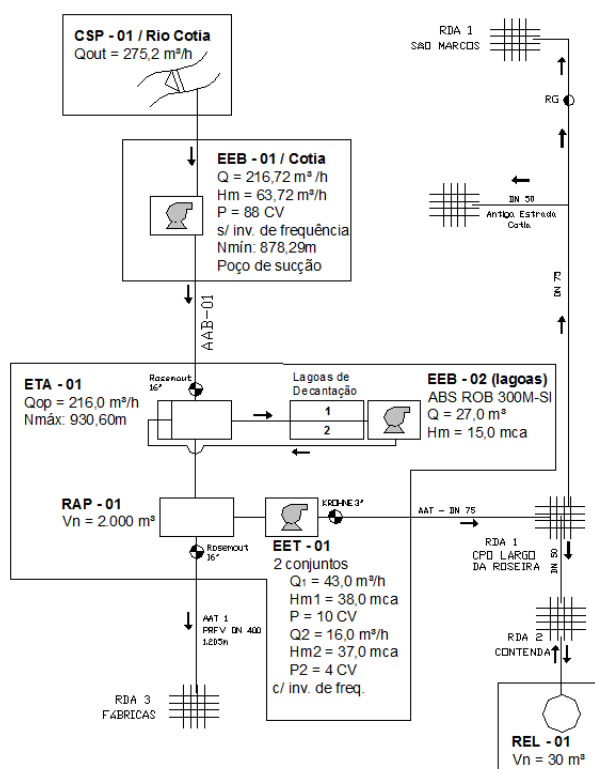 CSP - 01 / Rio Cotia
Qout = 275,2 m³/h
EEB - 01 / Cotia
Q = 216,72 m³ /h
Hm = 63,72 m³/h
P = 88 CV
s/ inv. de frequência
Nmín: 878,29m
Poço de sucção
AAB-01
RDA 1
SAO MARCOS
RG
DN 50
Antiga Estrada
Cotia
DN 75
ETA - 01
Qop = 216,0 m³/h
Nmáx: 930,60m
Rosemout
16"
Lagoas de
Decantação
1
2
EEB - 02 (lagoas)
ABS ROB 300M-SI
Q = 27,0 m³
Hm = 15,0 mca
RAP - 01
Vn = 2.000 m³
Rosemout
16"
KROHNE 3"
EET - 01
2 conjuntos
Q1 = 43,0 m³/h
Hm1 = 38,0 mca
P = 10 CV
Q2 = 16,0 m³/h
Hm2 = 37,0 mca
P2 = 4 CV
c/ inv. de freq.
AAT - DN 75
RDA 1
CPO LARGO
DA ROSEIRA
DN 50
AAT 1
PRFV DN 400
1.205m
RDA 3
FÁBRICAS
RDA 2
CONTENDA
REL - 01
Vn = 30 m³